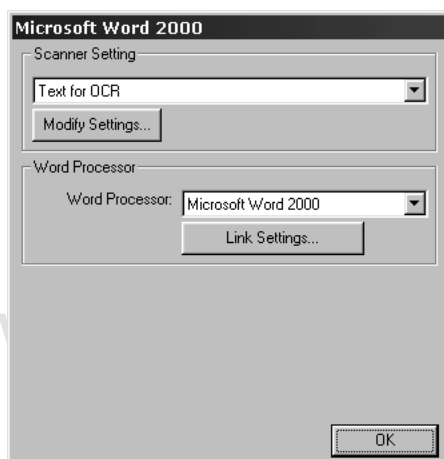 Microsoft Word 2000
Scanner Setting
Text for OCR
Modify Settings...
Word Processor
Word Processor: Microsoft Word 2000
Link Settings...
OK